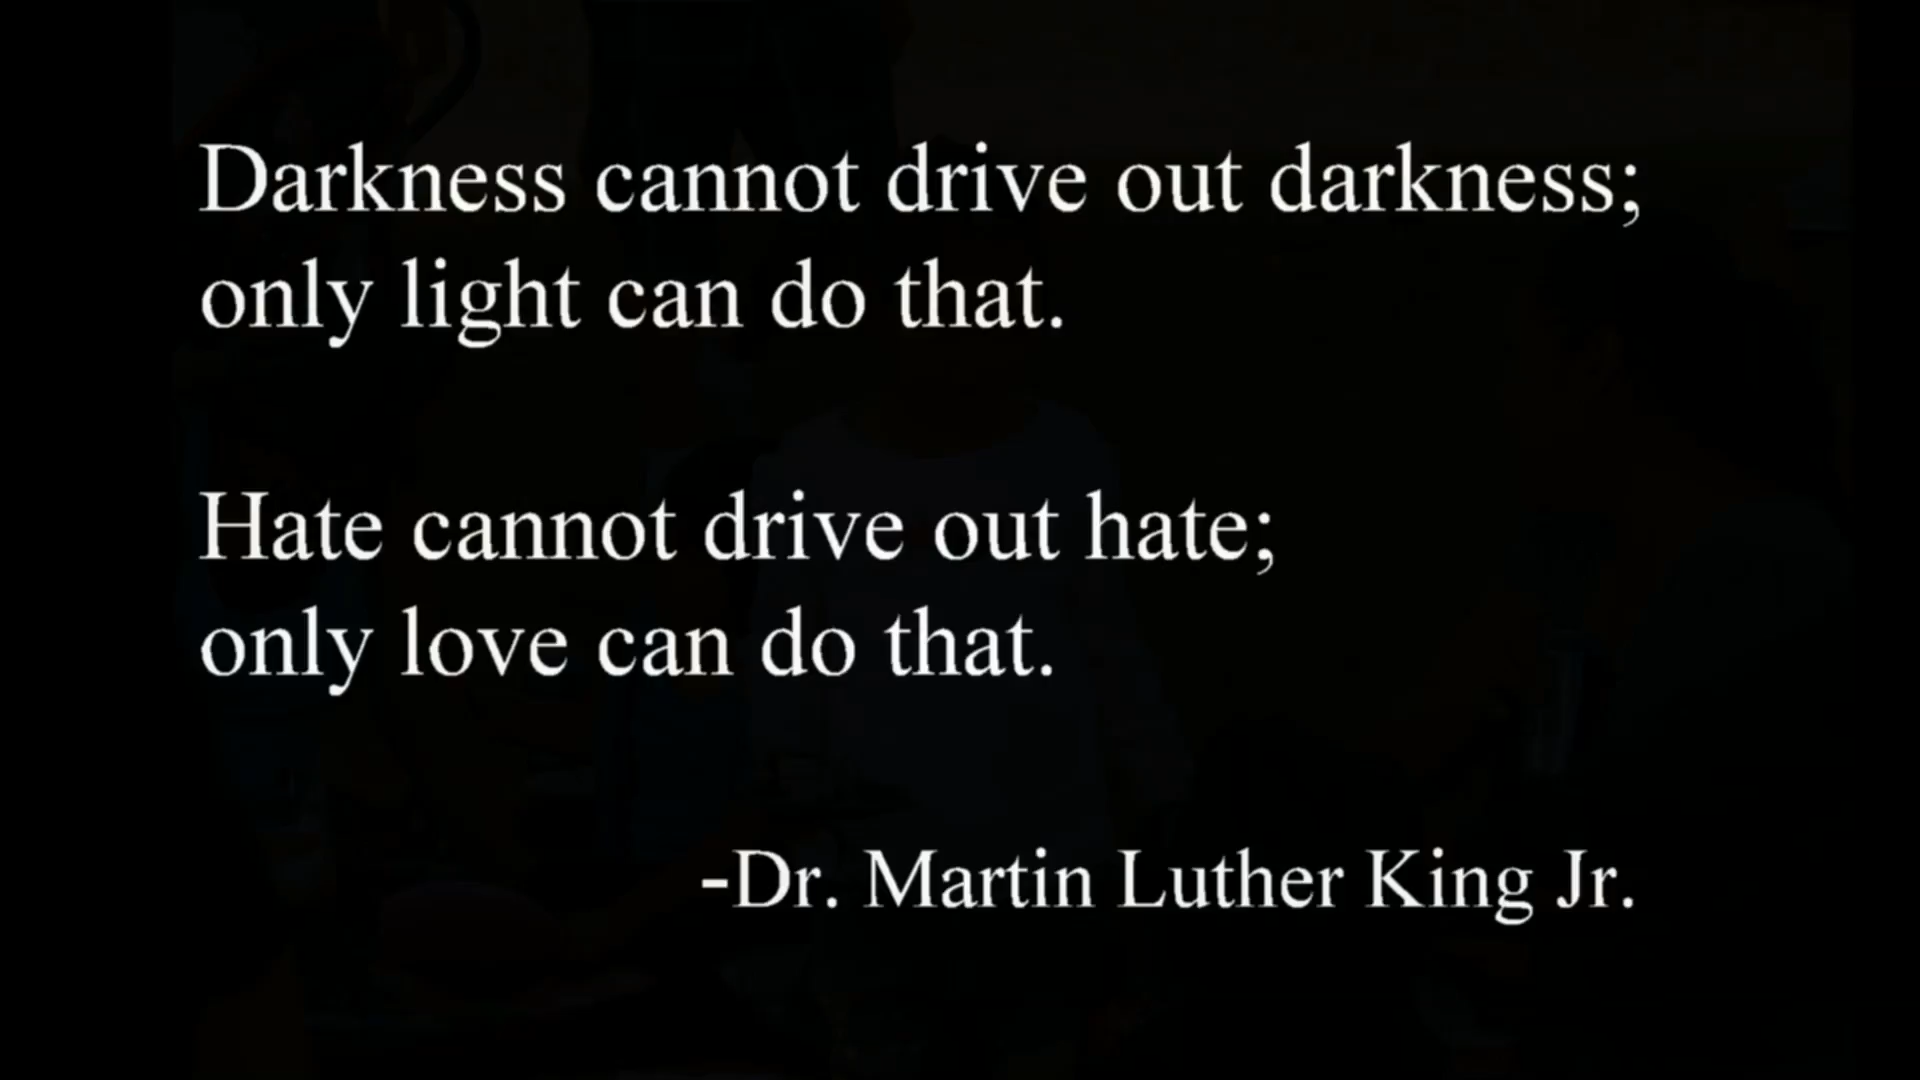 Darkness cannot drive out darkness;
only light can do that.
Hate cannot drive out hate;
only love can do that.
-Dr. Martin Luther King Jr.